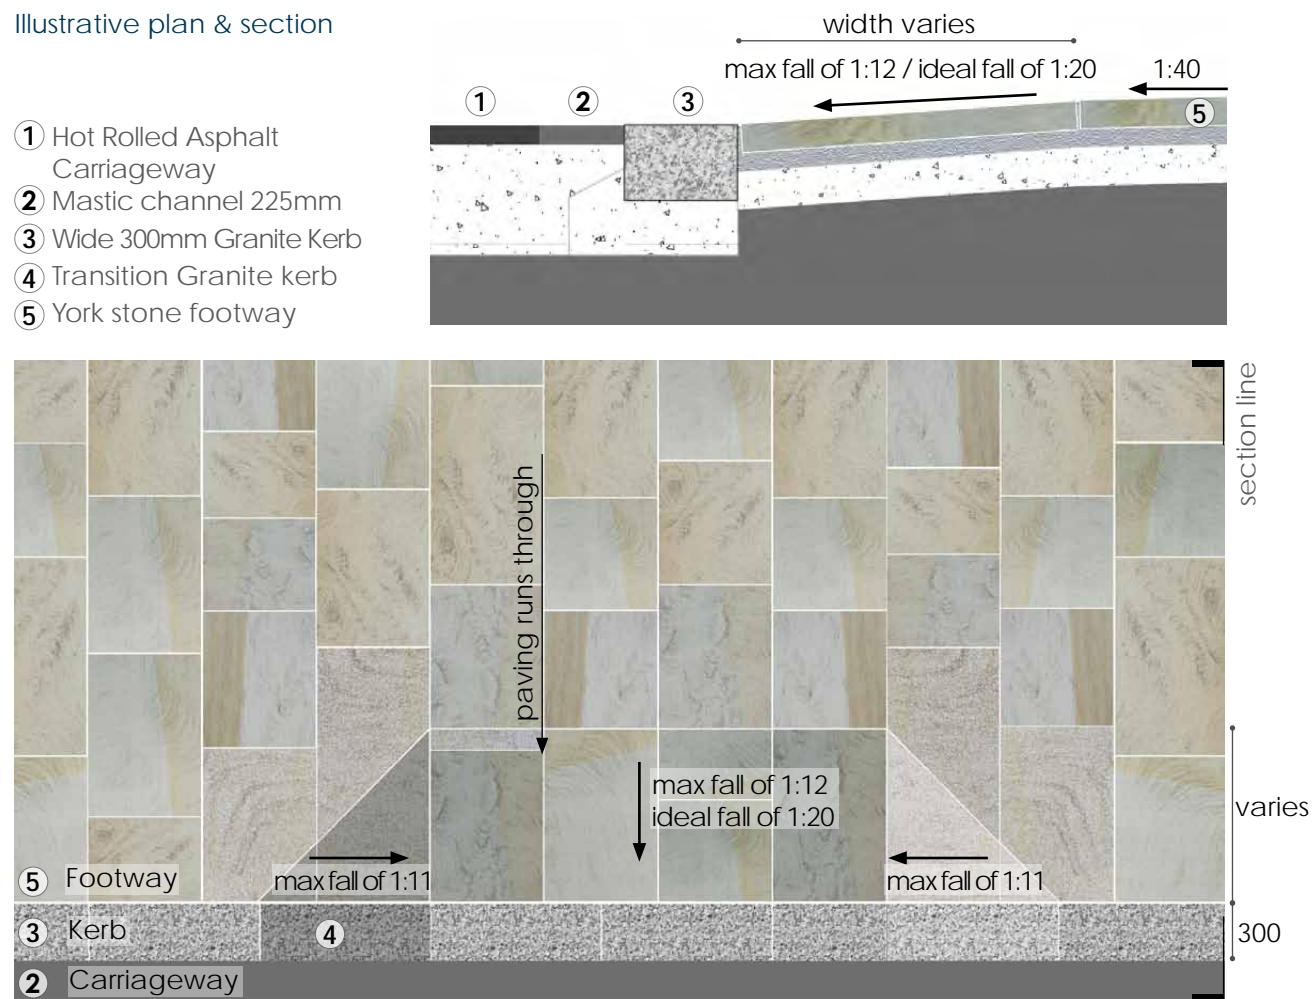 Illustrative plan & section
1 Hot Rolled Asphalt
Carriageway
2 Mastic channel 225mm
3 Wide 300mm Granite Kerb
4 Transition Granite kerb
5 York stone footway
width varies
max fall of 1:12 / ideal fall of 1:20
1:40
1
2
3
5
section line
paving runs through
max fall of 1:12
ideal fall of 1:20
varies
max fall of 1:11
max fall of 1:11
5 Footway
3 Kerb
4
300
2 Carriageway